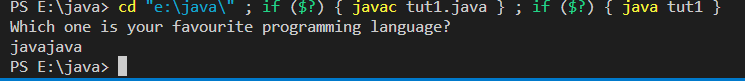 PS E:\java> cd "e:\java\" ; if ($?) { javac tut1.java } ; if ($?) { java tut1 }
Which one is your favourite programming language?
javajava
PS E:\java>